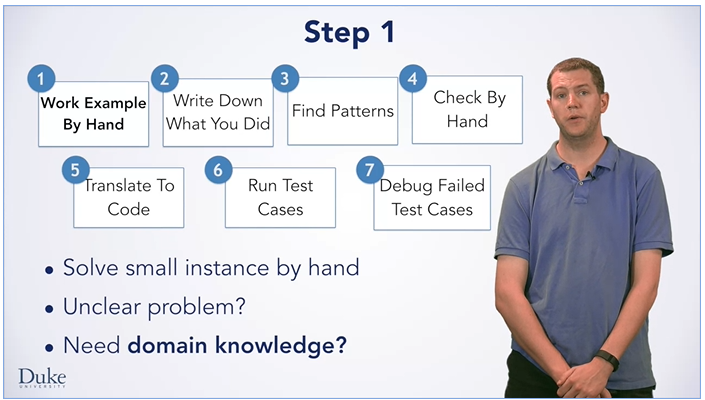 Step 1
1
Work Example
By Hand
2
Write Down
What You Did
3
Find Patterns
4
Check By
Hand
5
Translate To
Code
6
Run Test
Cases
7
Debug Failed
Test Cases
• Solve small instance by hand
• Unclear problem?
• Need domain knowledge?
Duke
UNIVERSITY